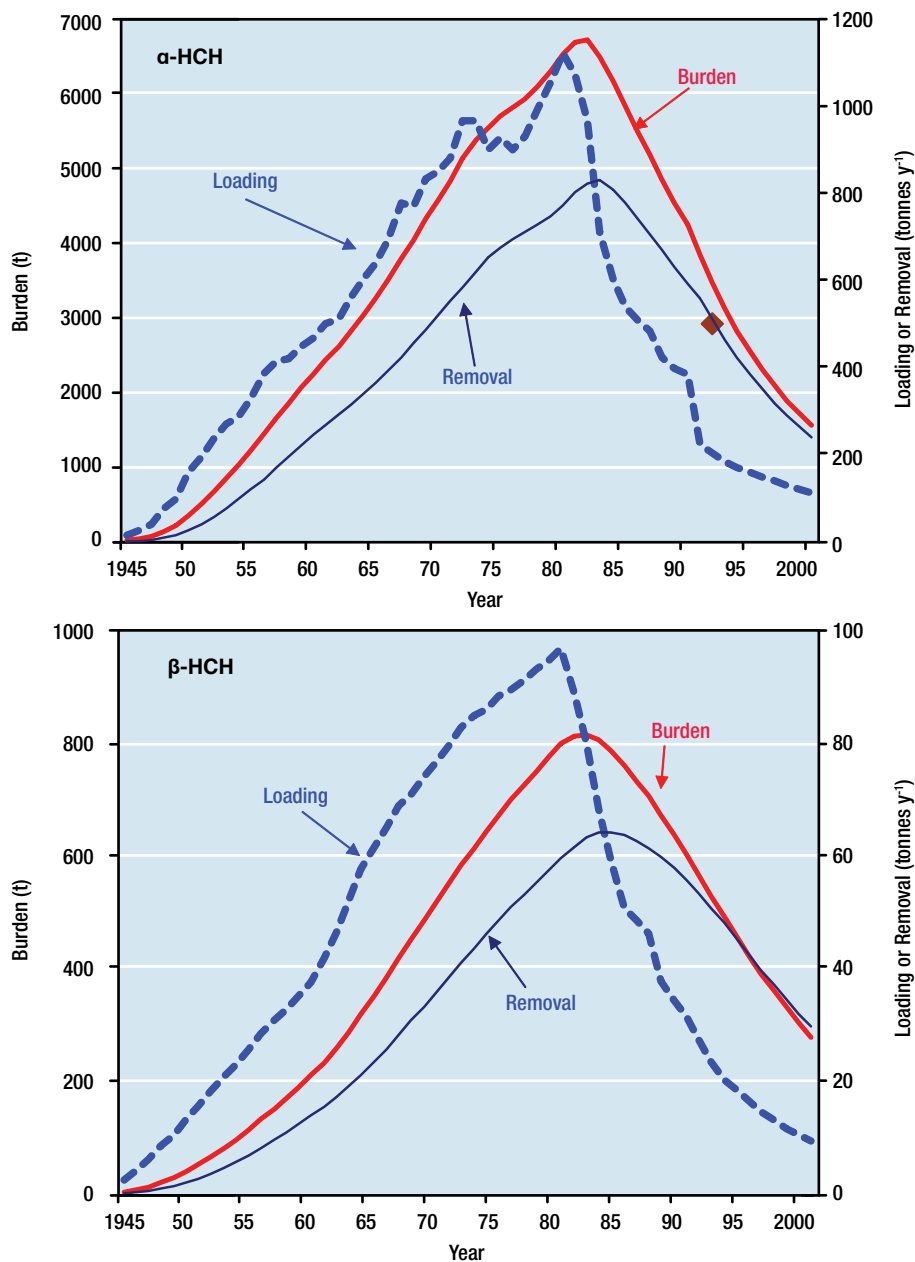 α-HCH
Burden
Loading
Removal
7000
6000
5000
4000
3000
2000
1000
0
1200
1000
800
600
400
200
0
Burden (t)
Loading or Removal (tonnes y⁻¹)
1945 50 55 60 65 70 75 80 85 90 95 2000
Year
β-HCH
Burden
Loading
Removal
1000
800
600
400
200
0
100
80
60
40
20
0
Burden (t)
Loading or Removal (tonnes y⁻¹)
1945 50 55 60 65 70 75 80 85 90 95 2000
Year